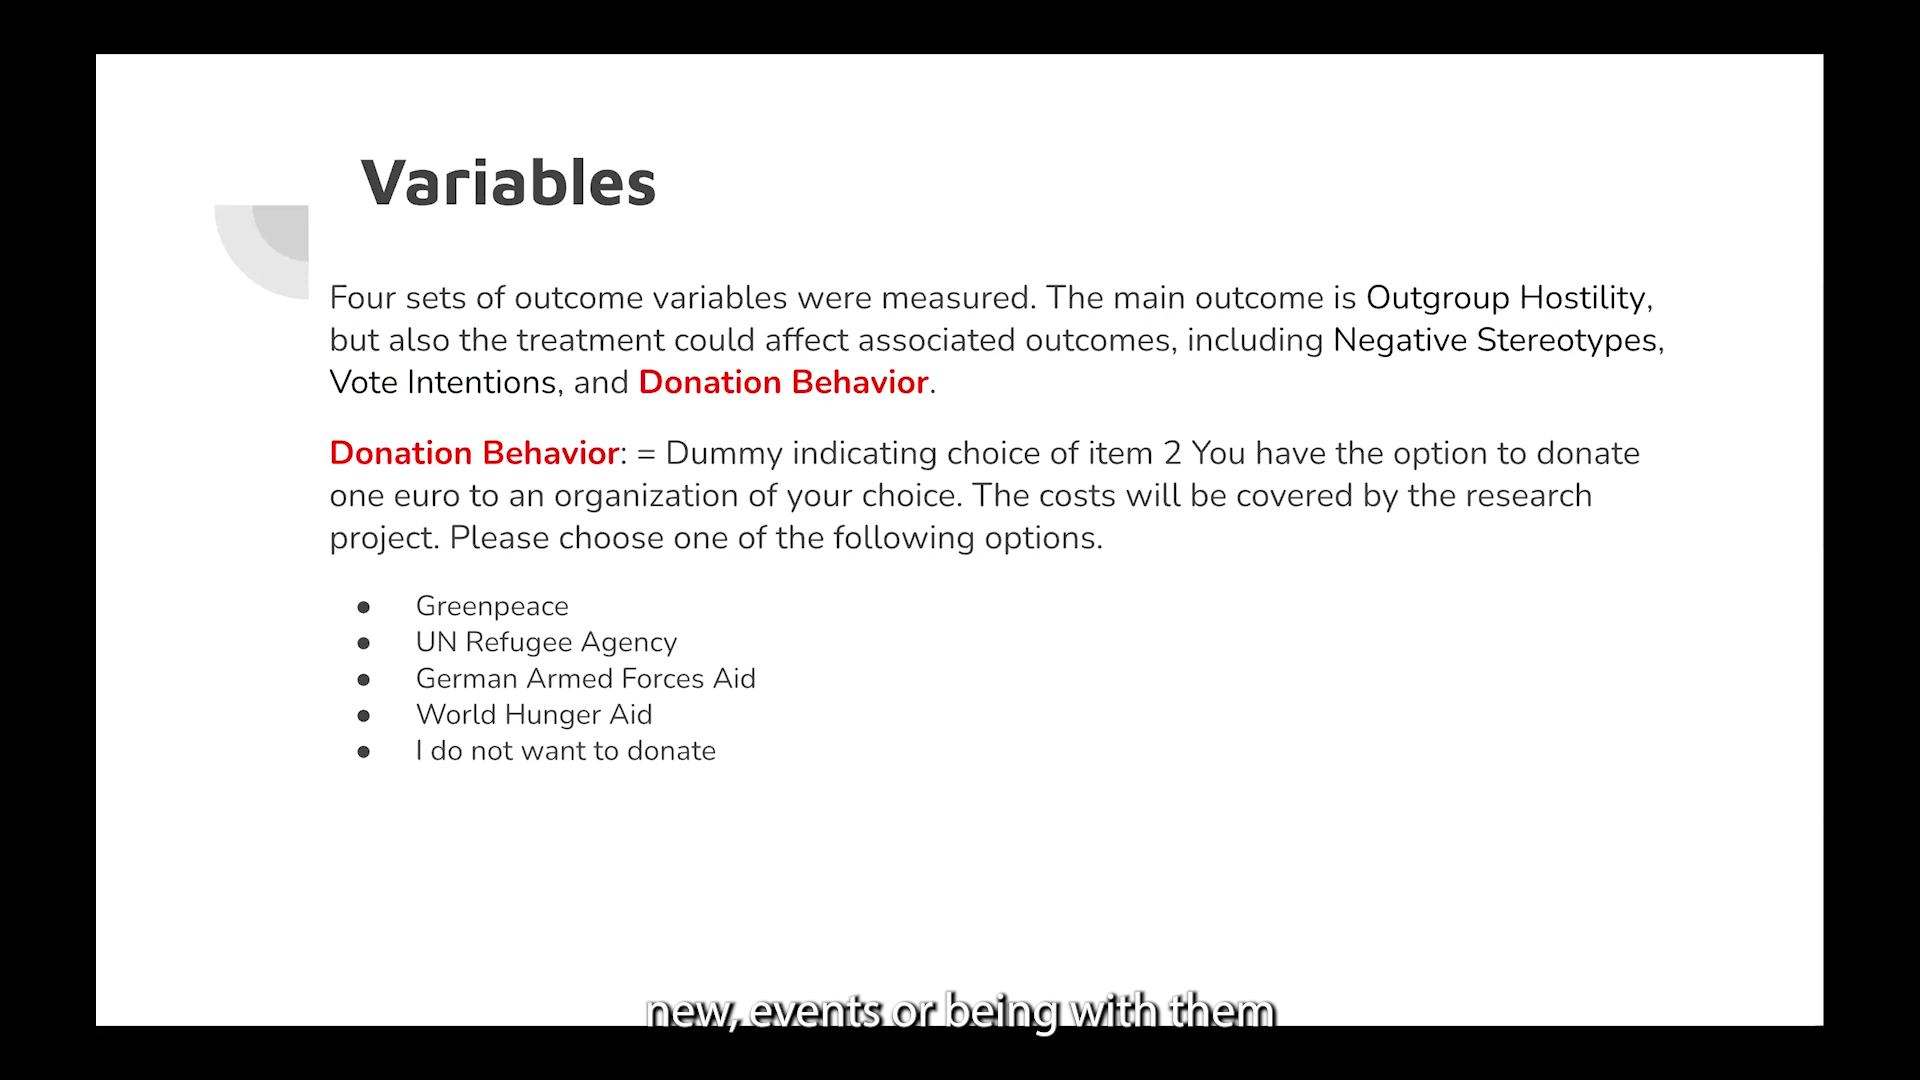 Variables
Four sets of outcome variables were measured. The main outcome is Outgroup Hostility,
but also the treatment could affect associated outcomes, including Negative Stereotypes,
Vote Intentions, and Donation Behavior.
Donation Behavior: = Dummy indicating choice of item 2 You have the option to donate
one euro to an organization of your choice. The costs will be covered by the research
project. Please choose one of the following options.
● Greenpeace
● UN Refugee Agency
● German Armed Forces Aid
● World Hunger Aid
● I do not want to donate
new, events or being with them